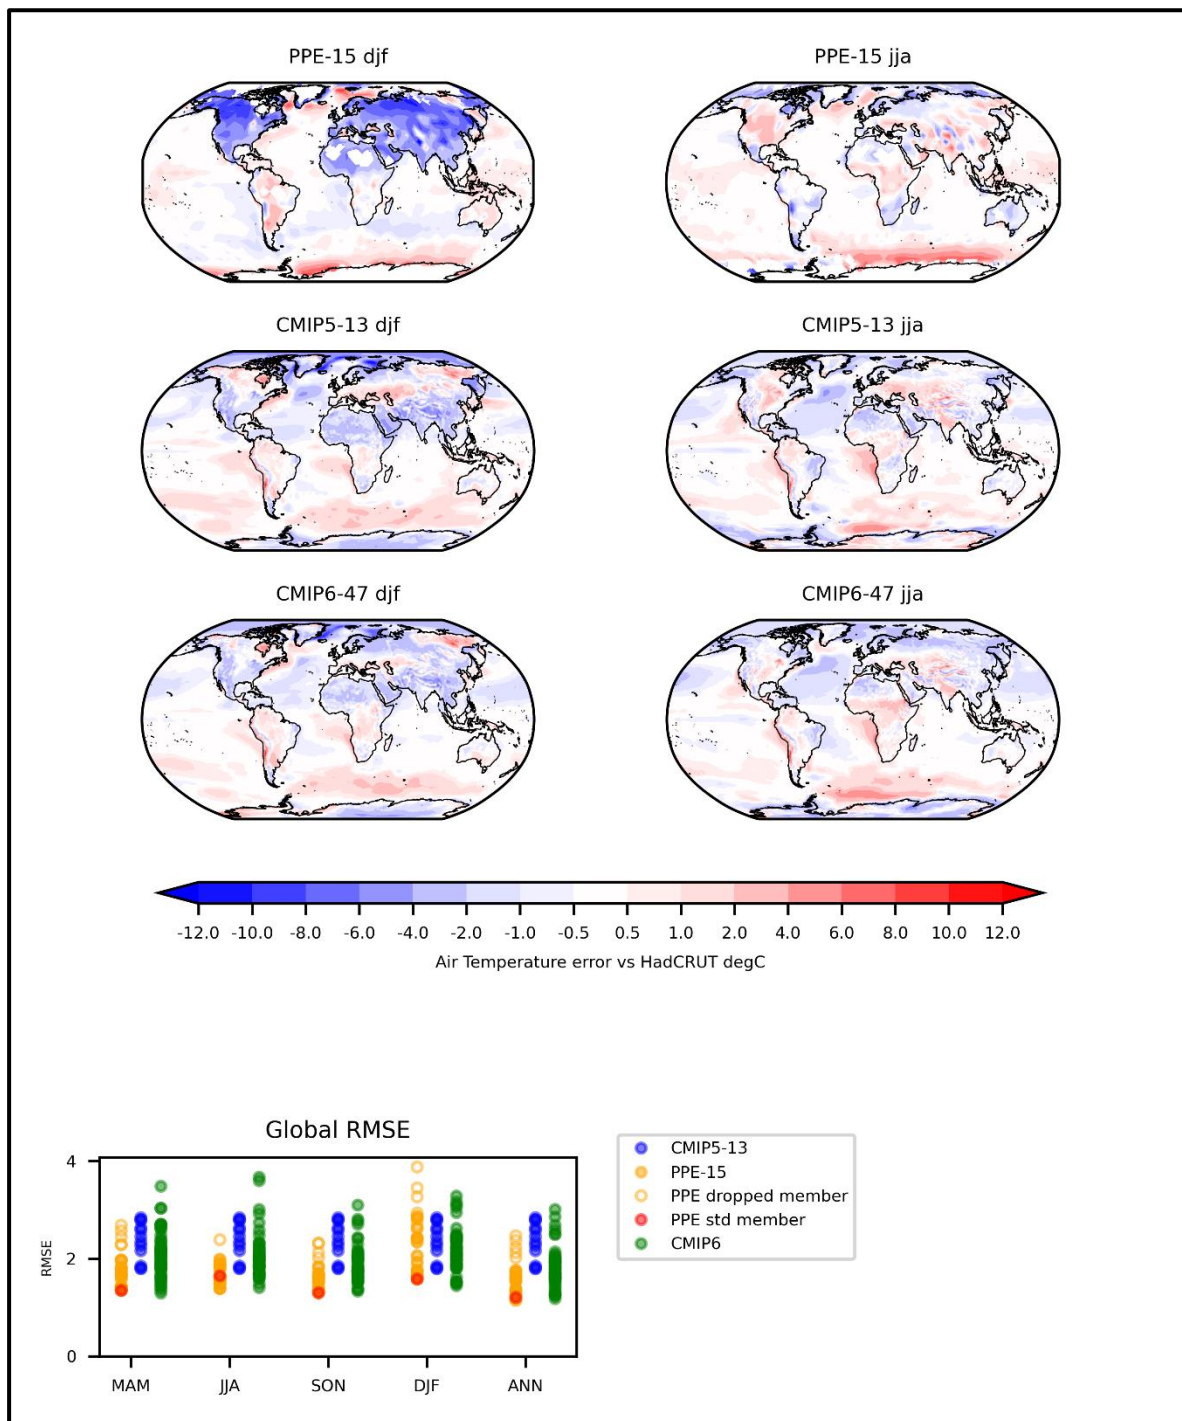 PPE-15 djf
PPE-15 jja
CMIP5-13 djf
CMIP5-13 jja
CMIP6-47 djf
CMIP6-47 jja
-12.0 -10.0 -8.0 -6.0 -4.0 -2.0 -1.0 -0.5 0.5 1.0 2.0 4.0 6.0 8.0 10.0 12.0
Air Temperature error vs HadCRUT degC
Global RMSE
4
2
0
RMSE
MAM JJA SON DJF ANN
CMIP5-13
PPE-15
PPE dropped member
PPE std member
CMIP6